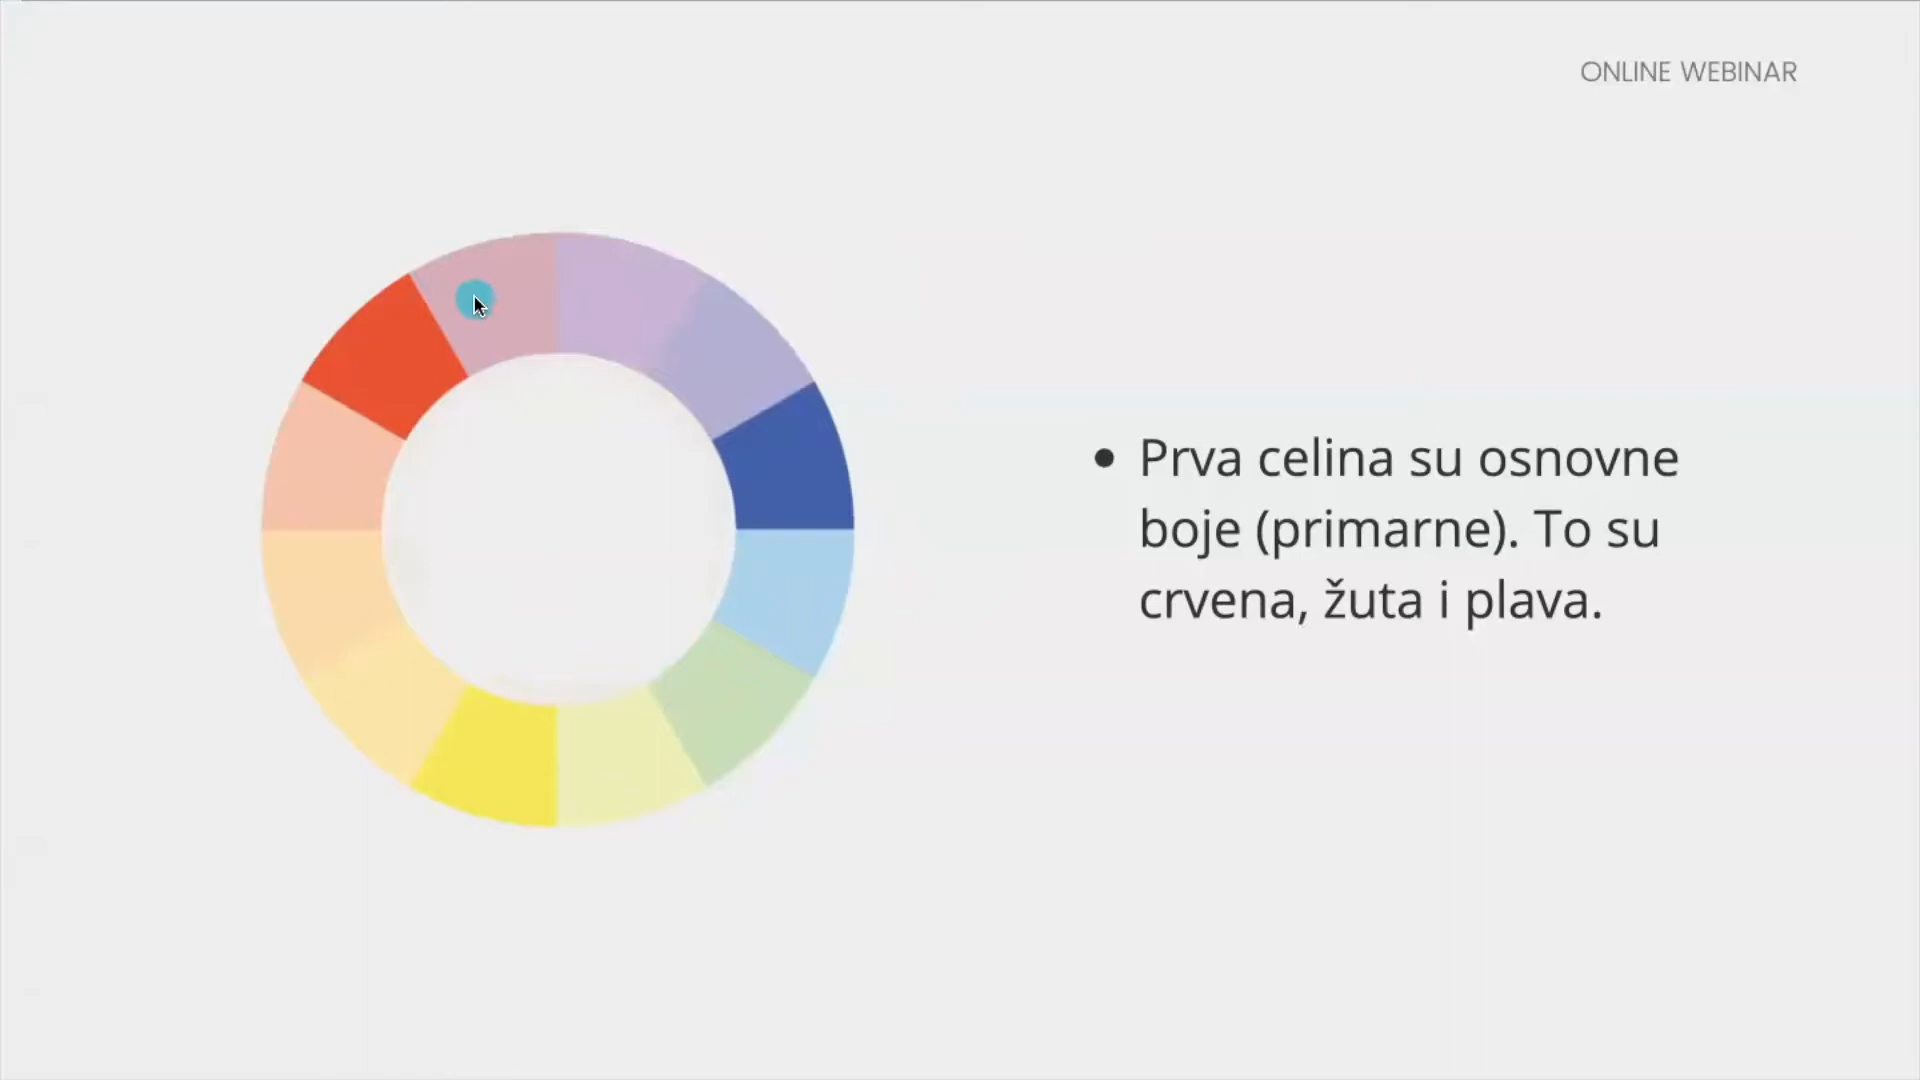 ONLINE WEBINAR
• Prva celina su osnovne
boje (primarne). To su
crvena, žuta i plava.